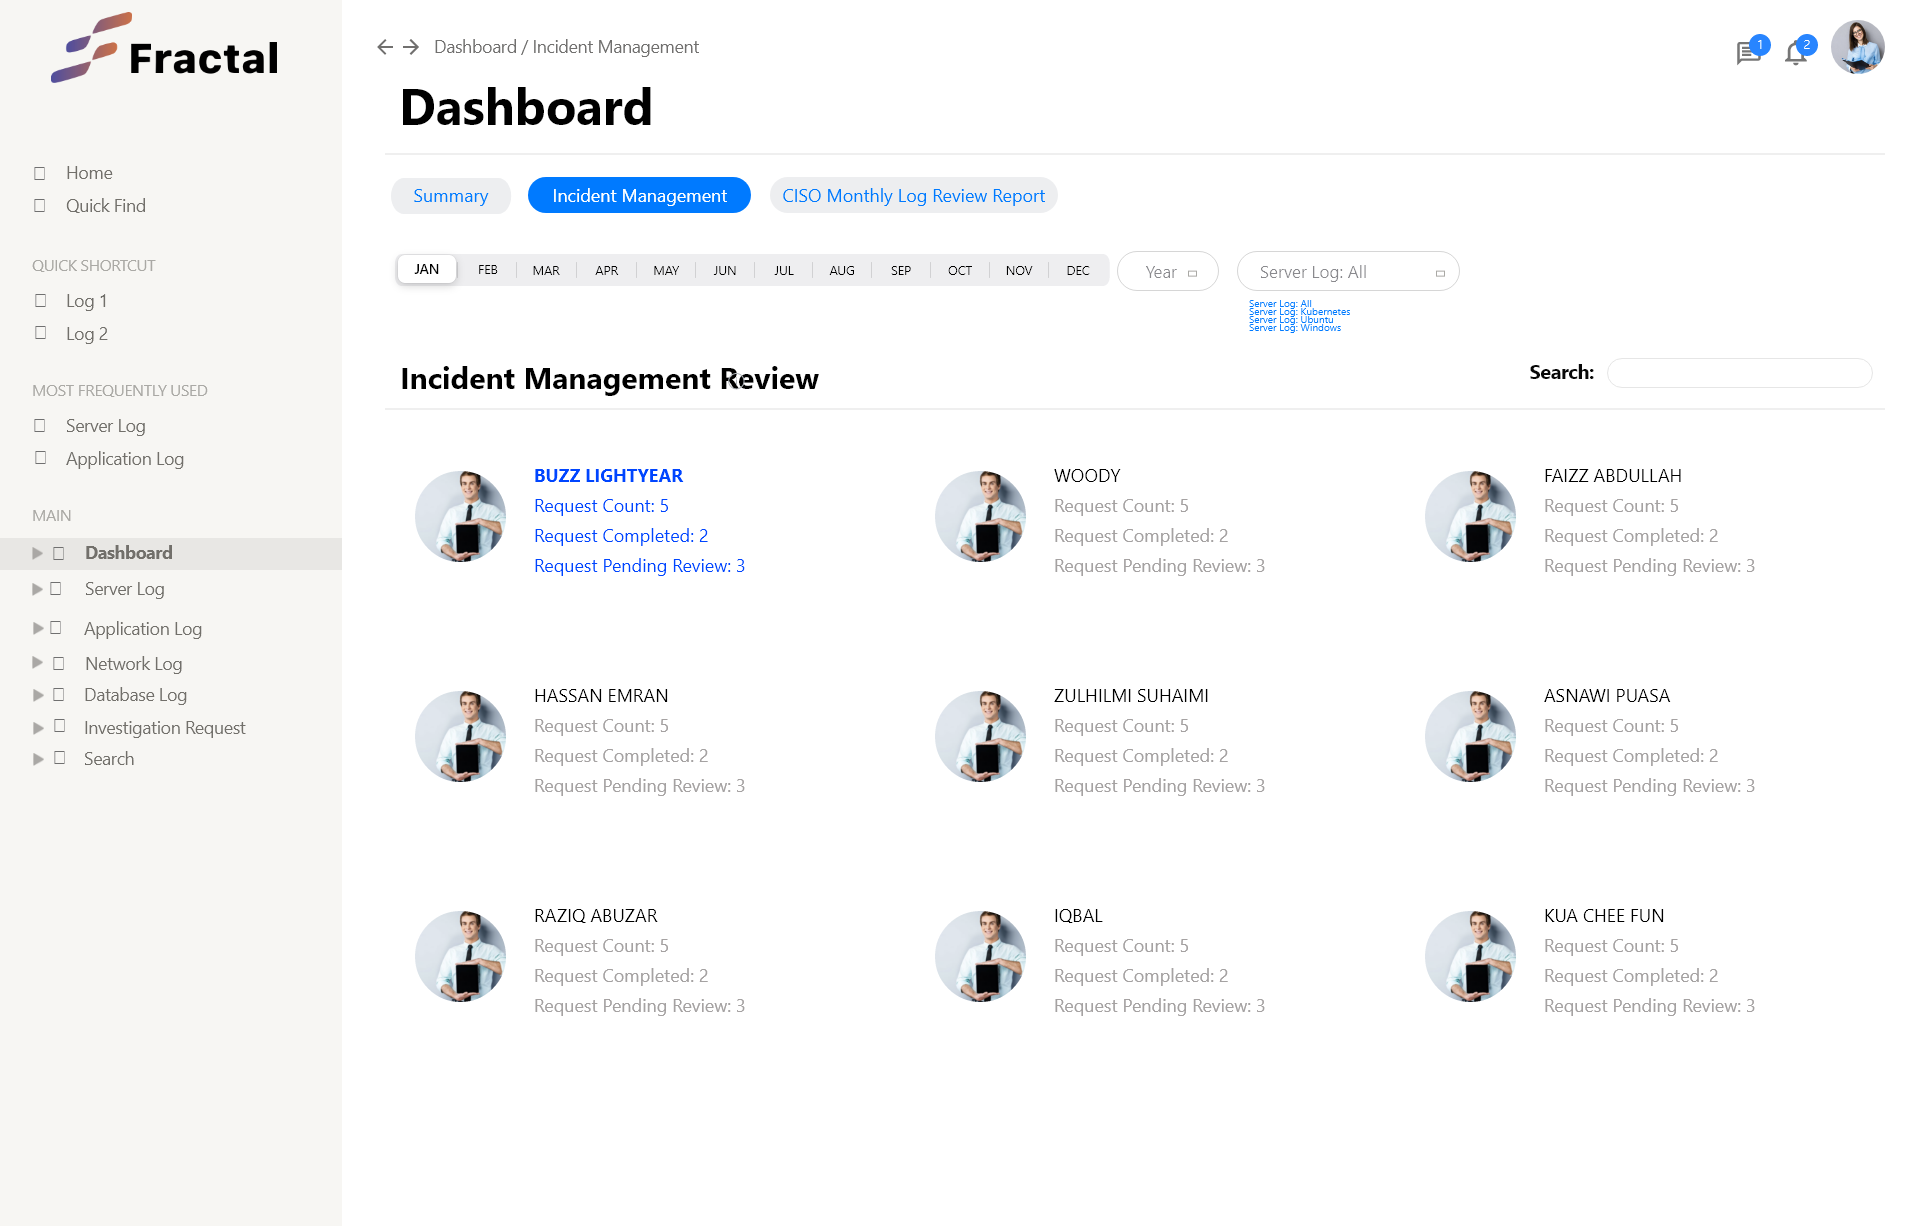 Fractal
Home
Quick Find
QUICK SHORTCUT
Log 1
Log 2
MOST FREQUENTLY USED
Server Log
Application Log
MAIN
Dashboard
Server Log
Application Log
Network Log
Database Log
Investigation Request
Search
Dashboard / Incident Management
1
2
Dashboard
Summary
Incident Management
CISO Monthly Log Review Report
JAN FEB MAR APR MAY JUN JUL AUG SEP OCT NOV DEC
Year
Server Log: All
Server Log: All
Server Log: Kubernetes
Server Log: Ubuntu
Server Log: Windows
Incident Management Review
Search:
BUZZ LIGHTYEAR
Request Count: 5
Request Completed: 2
Request Pending Review: 3
WOODY
Request Count: 5
Request Completed: 2
Request Pending Review: 3
FAIZZ ABDULLAH
Request Count: 5
Request Completed: 2
Request Pending Review: 3
HASSAN EMRAN
Request Count: 5
Request Completed: 2
Request Pending Review: 3
ZULHILMI SUHAIMI
Request Count: 5
Request Completed: 2
Request Pending Review: 3
ASNAWI PUASA
Request Count: 5
Request Completed: 2
Request Pending Review: 3
RAZIQ ABUZAR
Request Count: 5
Request Completed: 2
Request Pending Review: 3
IQBAL
Request Count: 5
Request Completed: 2
Request Pending Review: 3
KUA CHEE FUN
Request Count: 5
Request Completed: 2
Request Pending Review: 3